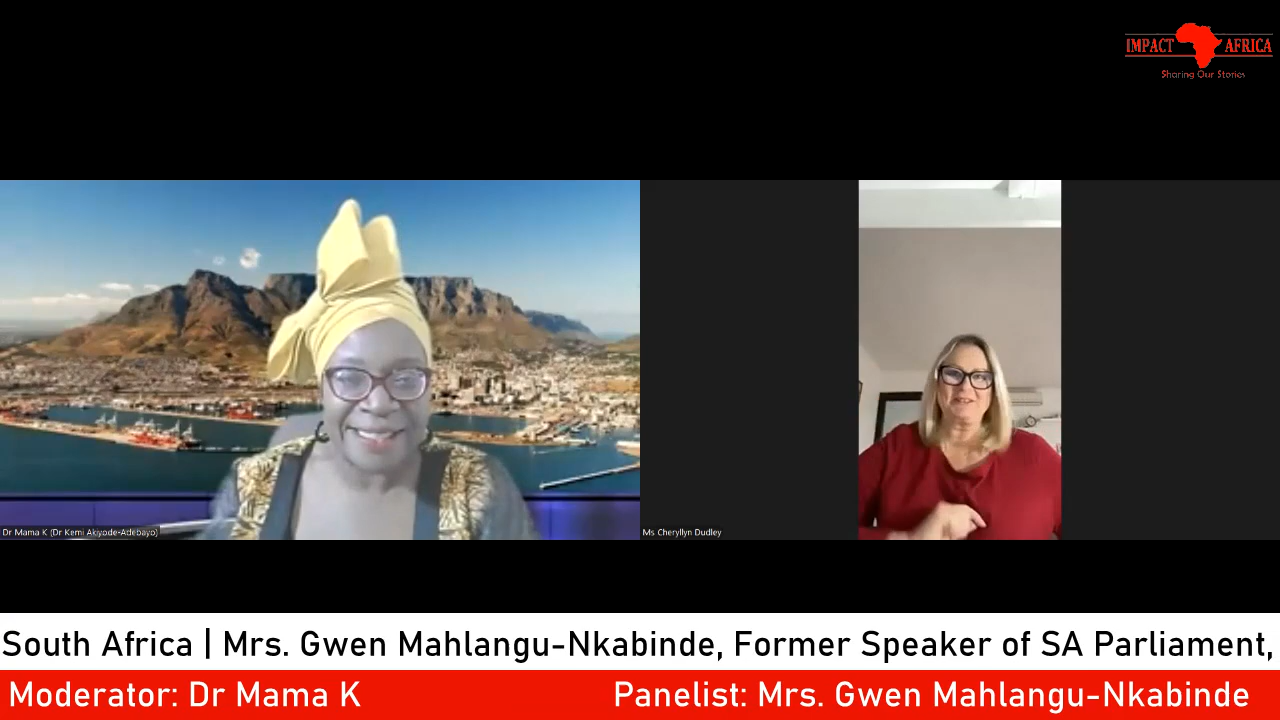 IMPACT AFRICA
Sharing Our Stories
Dr Mama K (Dr Kemi Akiyode-Adebayo)
Ms Cheryllyn Dudley
South Africa | Mrs. Gwen Mahlangu-Nkabinde, Former Speaker of SA Parliament,
Moderator: Dr Mama K
Panelist: Mrs. Gwen Mahlangu-Nkabinde